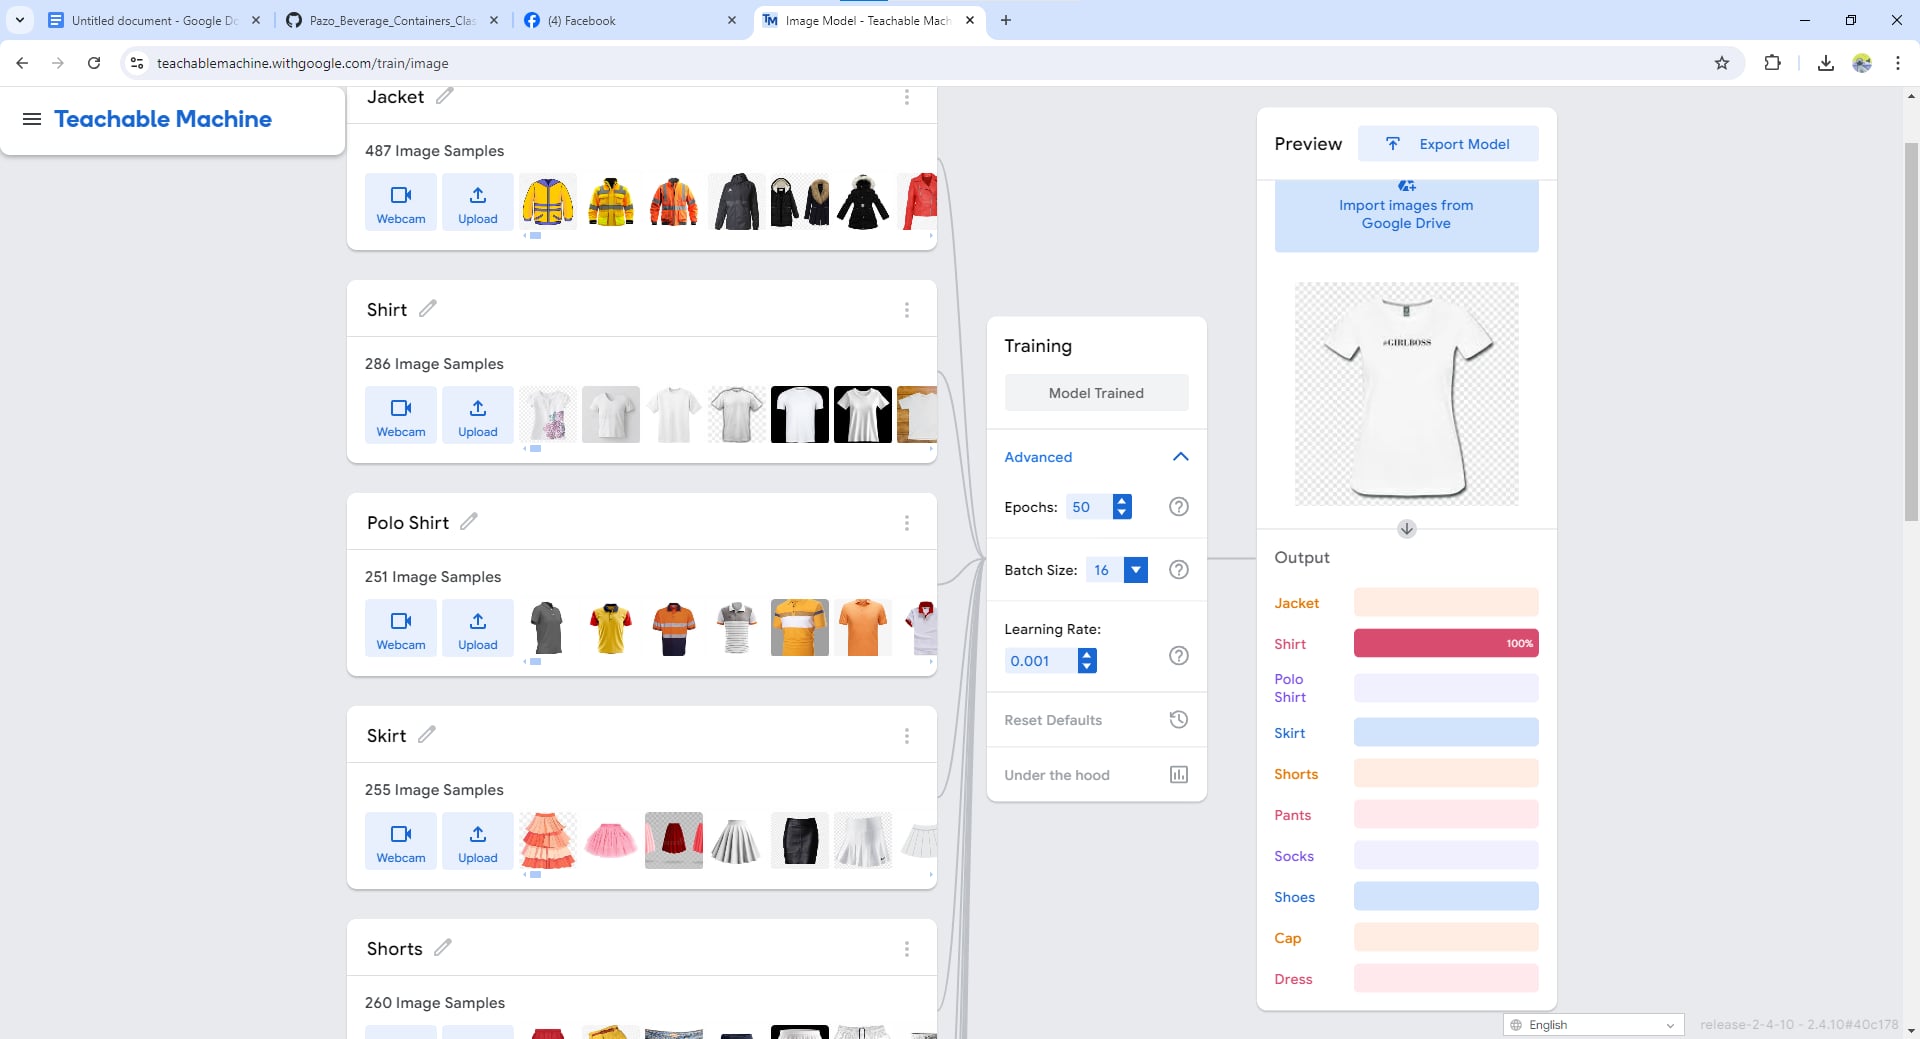 Untitled document - Google Do
Pazo_Beverage_Containers_Clas
(4) Facebook
Image Model - Teachable Mach
teachablemachine.withgoogle.com/train/image
Teachable Machine
Jacket
487 Image Samples
Webcam
Upload
Shirt
286 Image Samples
Webcam
Upload
Polo Shirt
251 Image Samples
Webcam
Upload
Skirt
255 Image Samples
Webcam
Upload
Shorts
260 Image Samples
Training
Model Trained
Advanced
Epochs: 50
Batch Size: 16
Learning Rate:
0.001
Reset Defaults
Under the hood
Preview
Export Model
Import images from
Google Drive
#GIRLBOSS
Output
Jacket
Shirt 100%
Polo
Shirt
Skirt
Shorts
Pants
Socks
Shoes
Cap
Dress
English
release-2-4-10 - 2.4.10#40c178